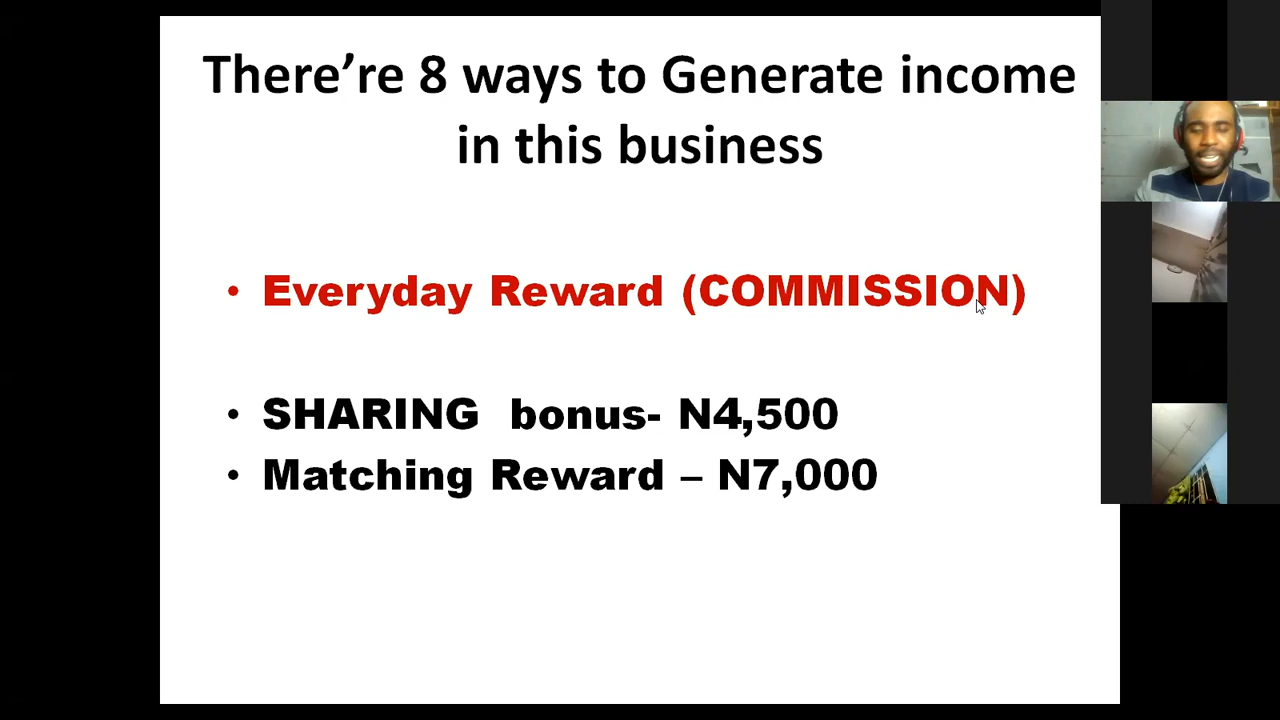 There’re 8 ways to Generate income
in this business
• Everyday Reward (COMMISSION)
• SHARING bonus- N4,500
• Matching Reward – N7,000